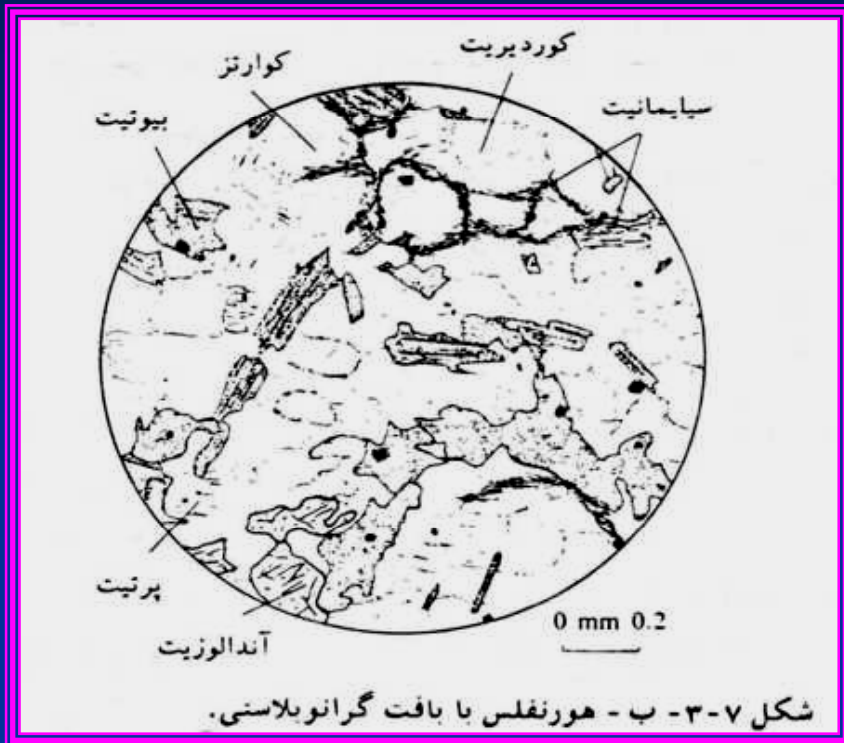 کوردیریت
کوارتز
سیلیمانیت
بیوتیت
پرتیت
آندالوزیت
0 mm 0.2
شکل ۷-۳- ب - هورنفلس با بافت گرانوبلاستی.